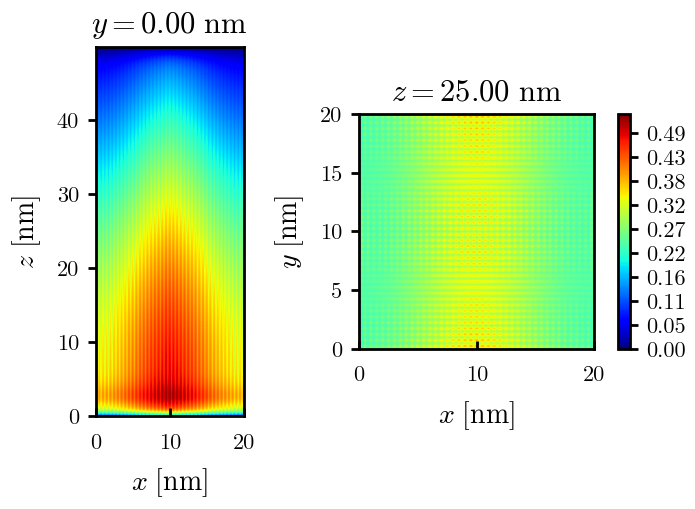 y = 0.00 nm
z [nm]
40
30
20
10
0
0 10 20
x [nm]
z = 25.00 nm
y [nm]
20
15
10
5
0
0 10 20
x [nm]
0.49
0.43
0.38
0.32
0.27
0.22
0.16
0.11
0.05
0.00